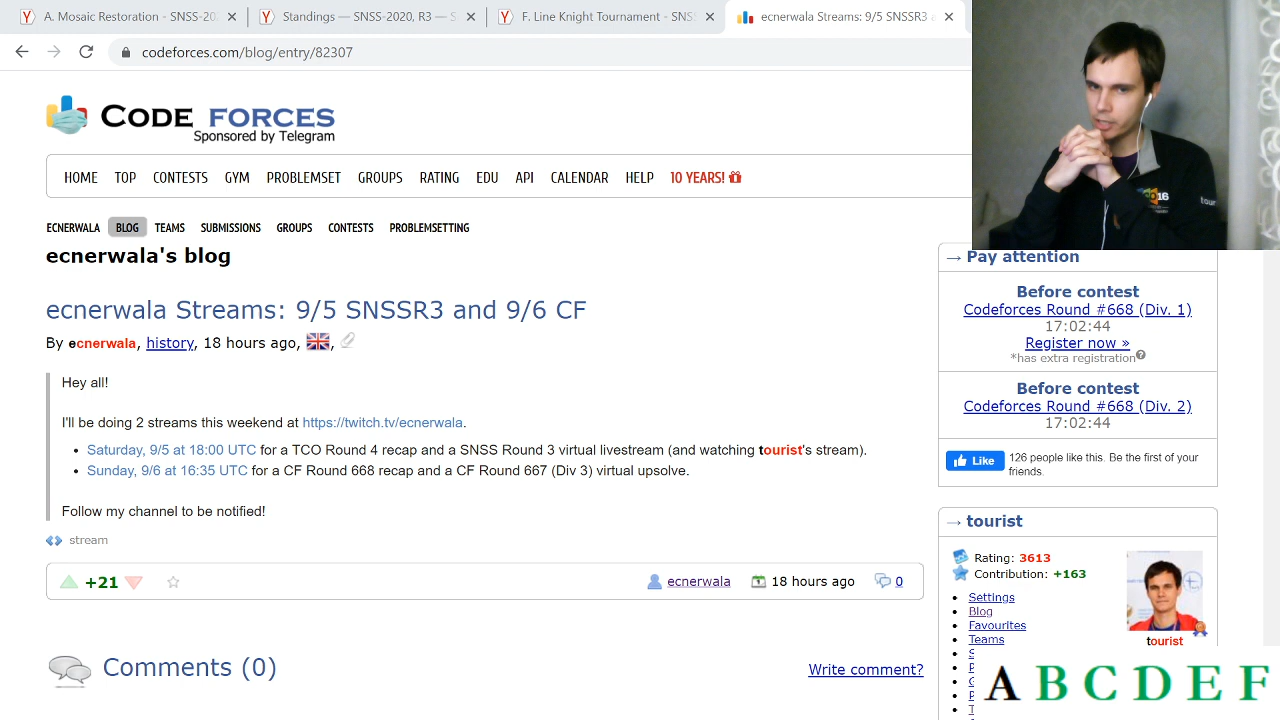 A. Mosaic Restoration - SNSS-20
Standings — SNSS-2020, R3 — S
F. Line Knight Tournament - SNS
ecnerwala Streams: 9/5 SNSSR3 a
codeforces.com/blog/entry/82307
CODE FORCES
Sponsored by Telegram
HOME TOP CONTESTS GYM PROBLEMSET GROUPS RATING EDU API CALENDAR HELP 10 YEARS!
ECNERWALA BLOG TEAMS SUBMISSIONS GROUPS CONTESTS PROBLEMSETTING
ecnerwala's blog
ecnerwala Streams: 9/5 SNSSR3 and 9/6 CF
By ecnerwala, history, 18 hours ago, ,
Hey all!
I'll be doing 2 streams this weekend at https://twitch.tv/ecnerwala.
• Saturday, 9/5 at 18:00 UTC for a TCO Round 4 recap and a SNSS Round 3 virtual livestream (and watching tourist's stream).
• Sunday, 9/6 at 16:35 UTC for a CF Round 668 recap and a CF Round 667 (Div 3) virtual upsolve.
Follow my channel to be notified!
stream
+21
ecnerwala 18 hours ago 0
Comments (0)
Write comment?
16
tour
→ Pay attention
Before contest
Codeforces Round #668 (Div. 1)
17:02:44
Register now »
*has extra registration?
Before contest
Codeforces Round #668 (Div. 2)
17:02:44
Like 126 people like this. Be the first of your
friends.
→ tourist
Rating: 3613
Contribution: +163
• Settings
• Blog
• Favourites
• Teams
tourist
A B C D E F